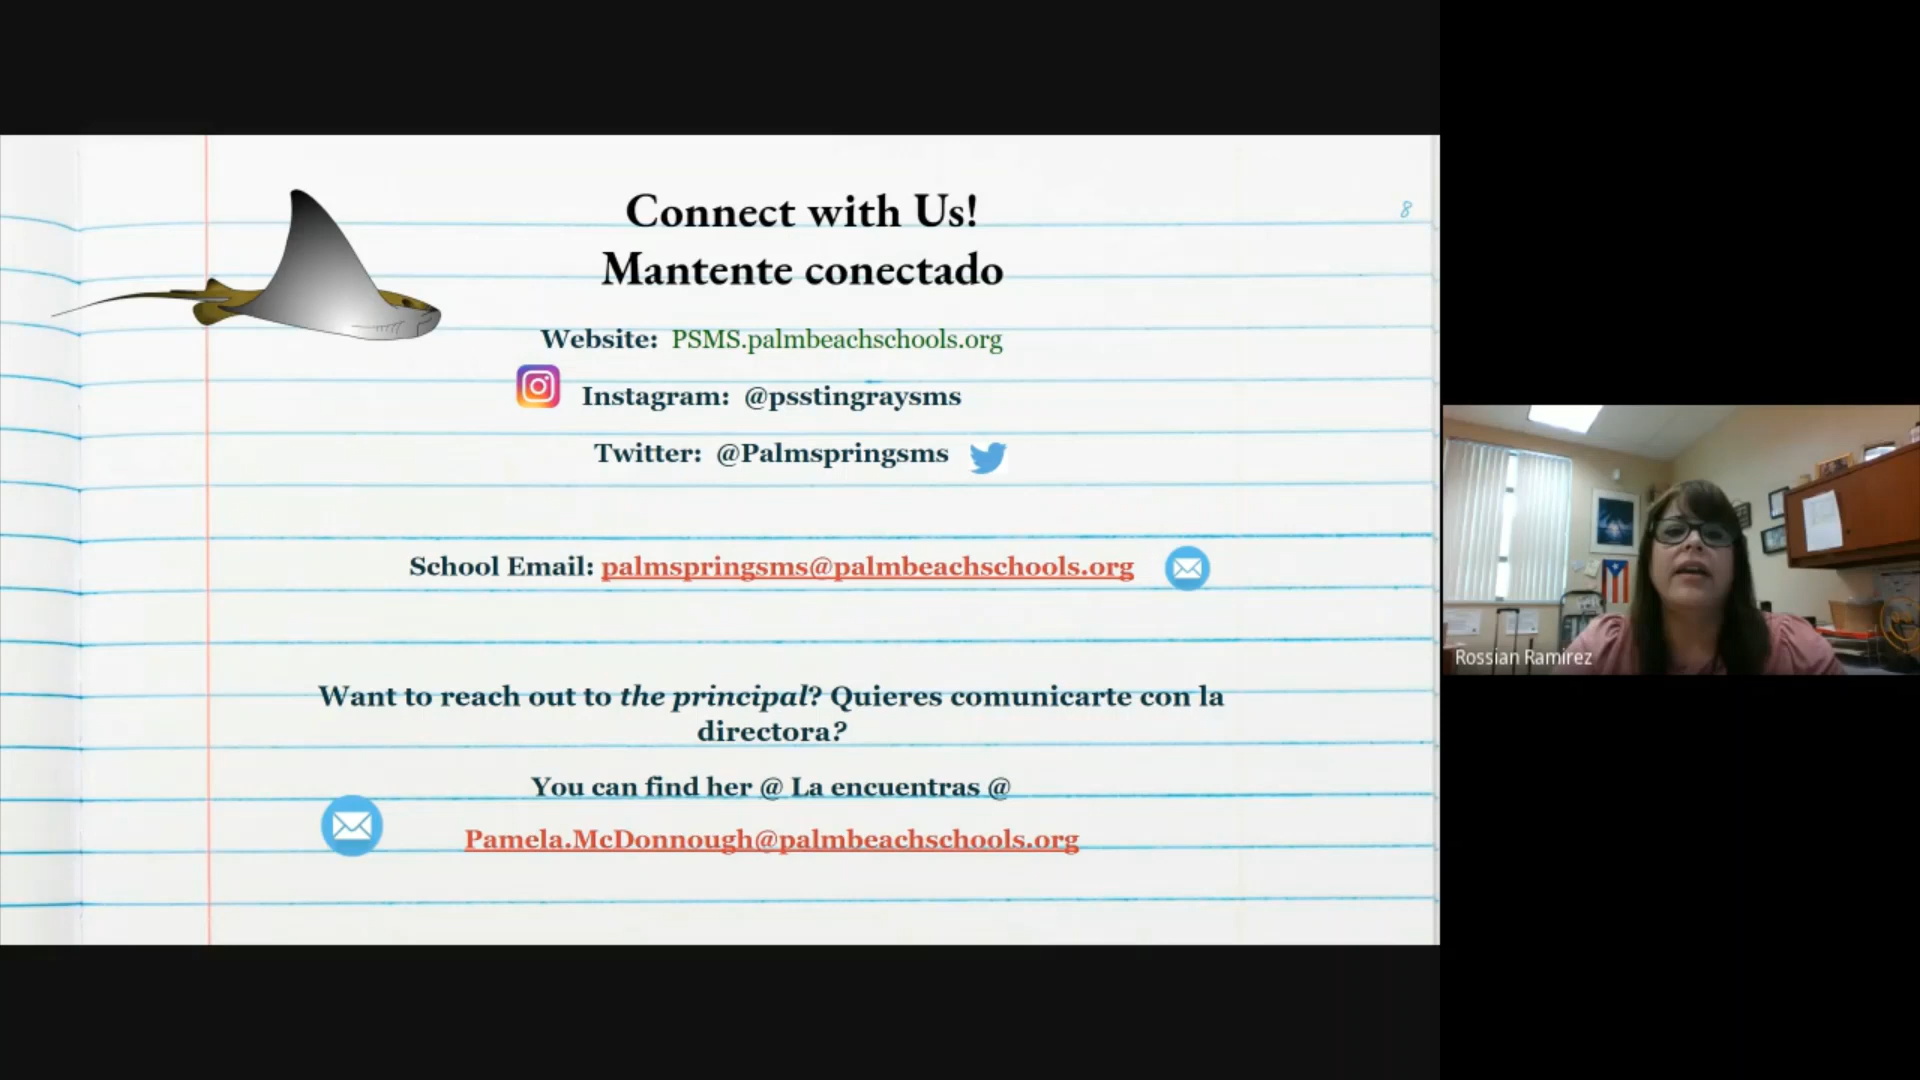 Connect with Us!
Mantente conectado
8
Website: PSMS.palmbeachschools.org
Instagram: @psstingraysms
Twitter: @Palmspringsms
School Email: palmspringsms@palmbeachschools.org
Want to reach out to the principal? Quieres comunicarte con la
directora?
You can find her @ La encuentras @
Pamela.McDonnough@palmbeachschools.org
Rossian Ramirez